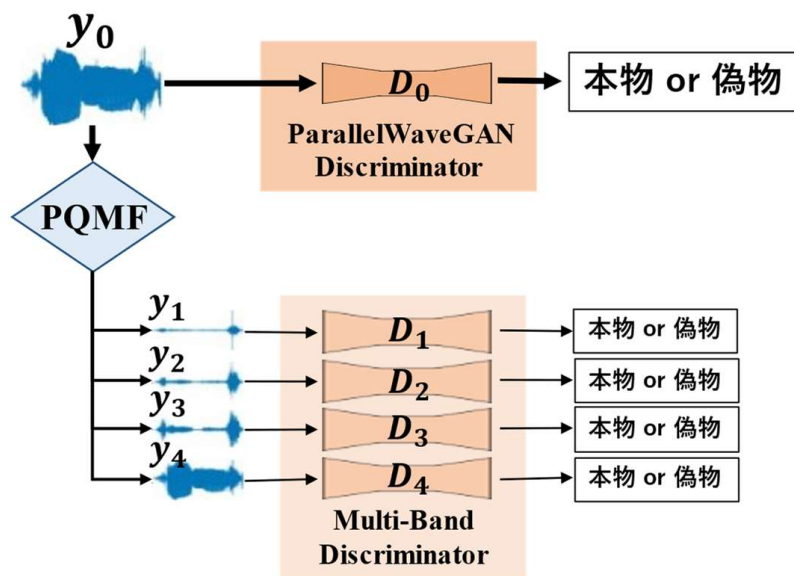 y₀
D₀
本物 or 偽物
ParallelWaveGAN
Discriminator
PQMF
y₁
D₁
本物 or 偽物
y₂
D₂
本物 or 偽物
y₃
D₃
本物 or 偽物
y₄
D₄
本物 or 偽物
Multi-Band
Discriminator